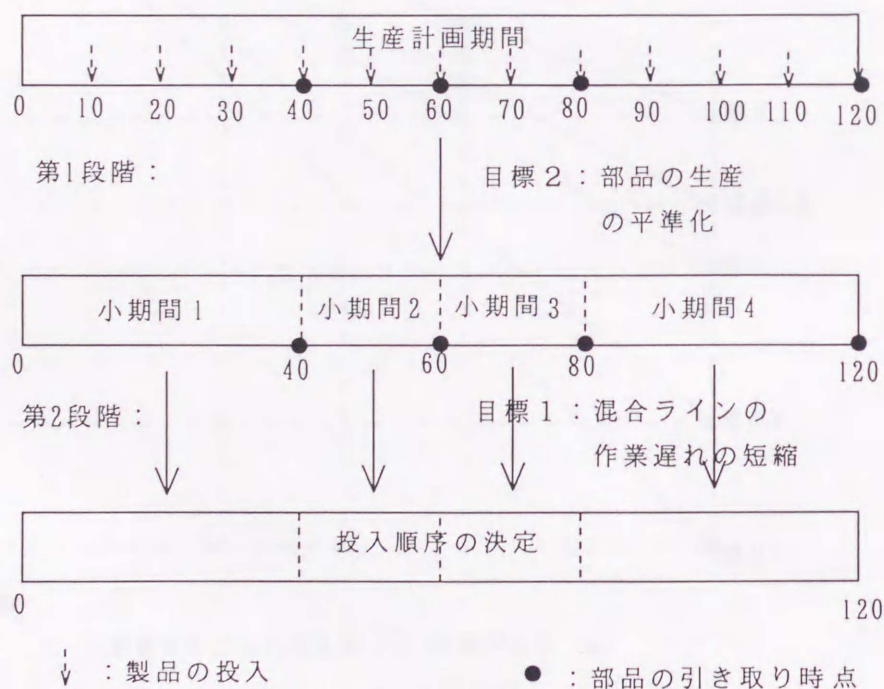 生産計画期間
0 10 20 30 40 50 60 70 80 90 100 110 120
第1段階：
目標2：部品の生産
の平準化
小期間1 小期間2 小期間3 小期間4
0 40 60 80 120
第2段階：
目標1：混合ラインの
作業遅れの短縮
投入順序の決定
0 120
：製品の投入
：部品の引き取り時点